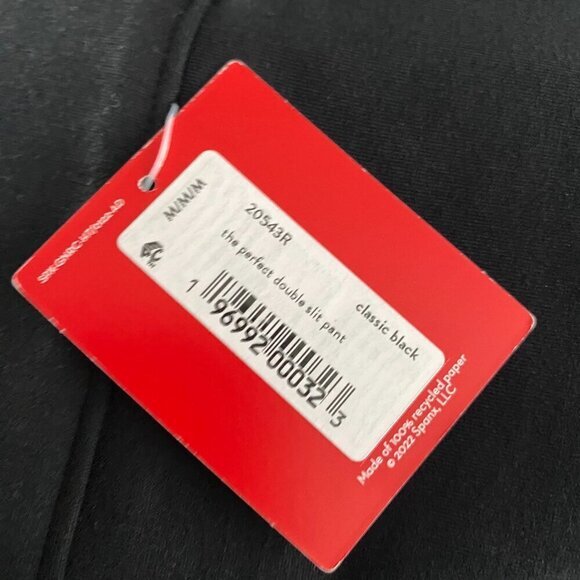 M/M/M
20543R
classic black
the perfect double slit pant
1 96992 00032 3
Made of 100% recycled paper
© 2022 Spanx, LLC